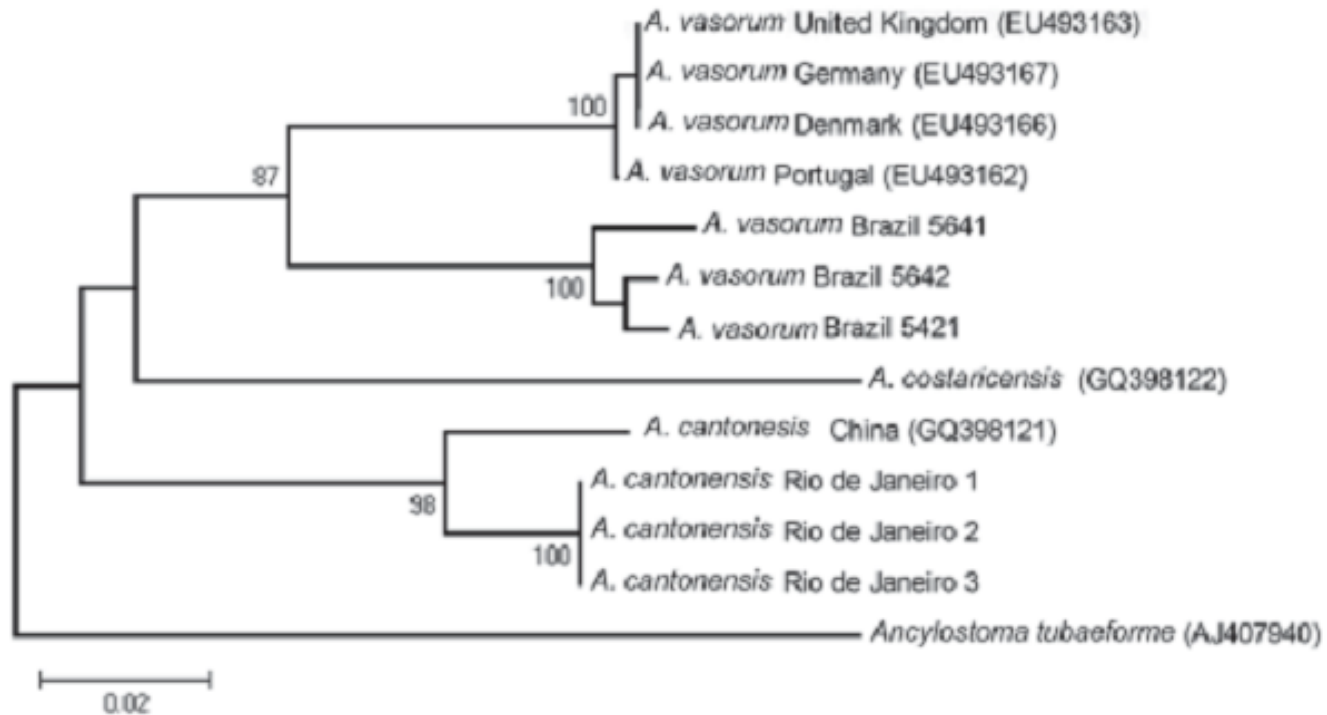 A. vasorum United Kingdom (EU493163)
A. vasorum Germany (EU493167)
100
A. vasorum Denmark (EU493166)
97
A. vasorum Portugal (EU493162)
A. vasorum Brazil 5641
100
A. vasorum Brazil 5642
A. vasorum Brazil 5421
A. costaricensis (GQ398122)
A. cantonesis China (GQ398121)
A. cantonensis Rio de Janeiro 1
98
A. cantonensis Rio de Janeiro 2
100
A. cantonensis Rio de Janeiro 3
Ancylostoma tubaeforme (AJ407940)
0.02